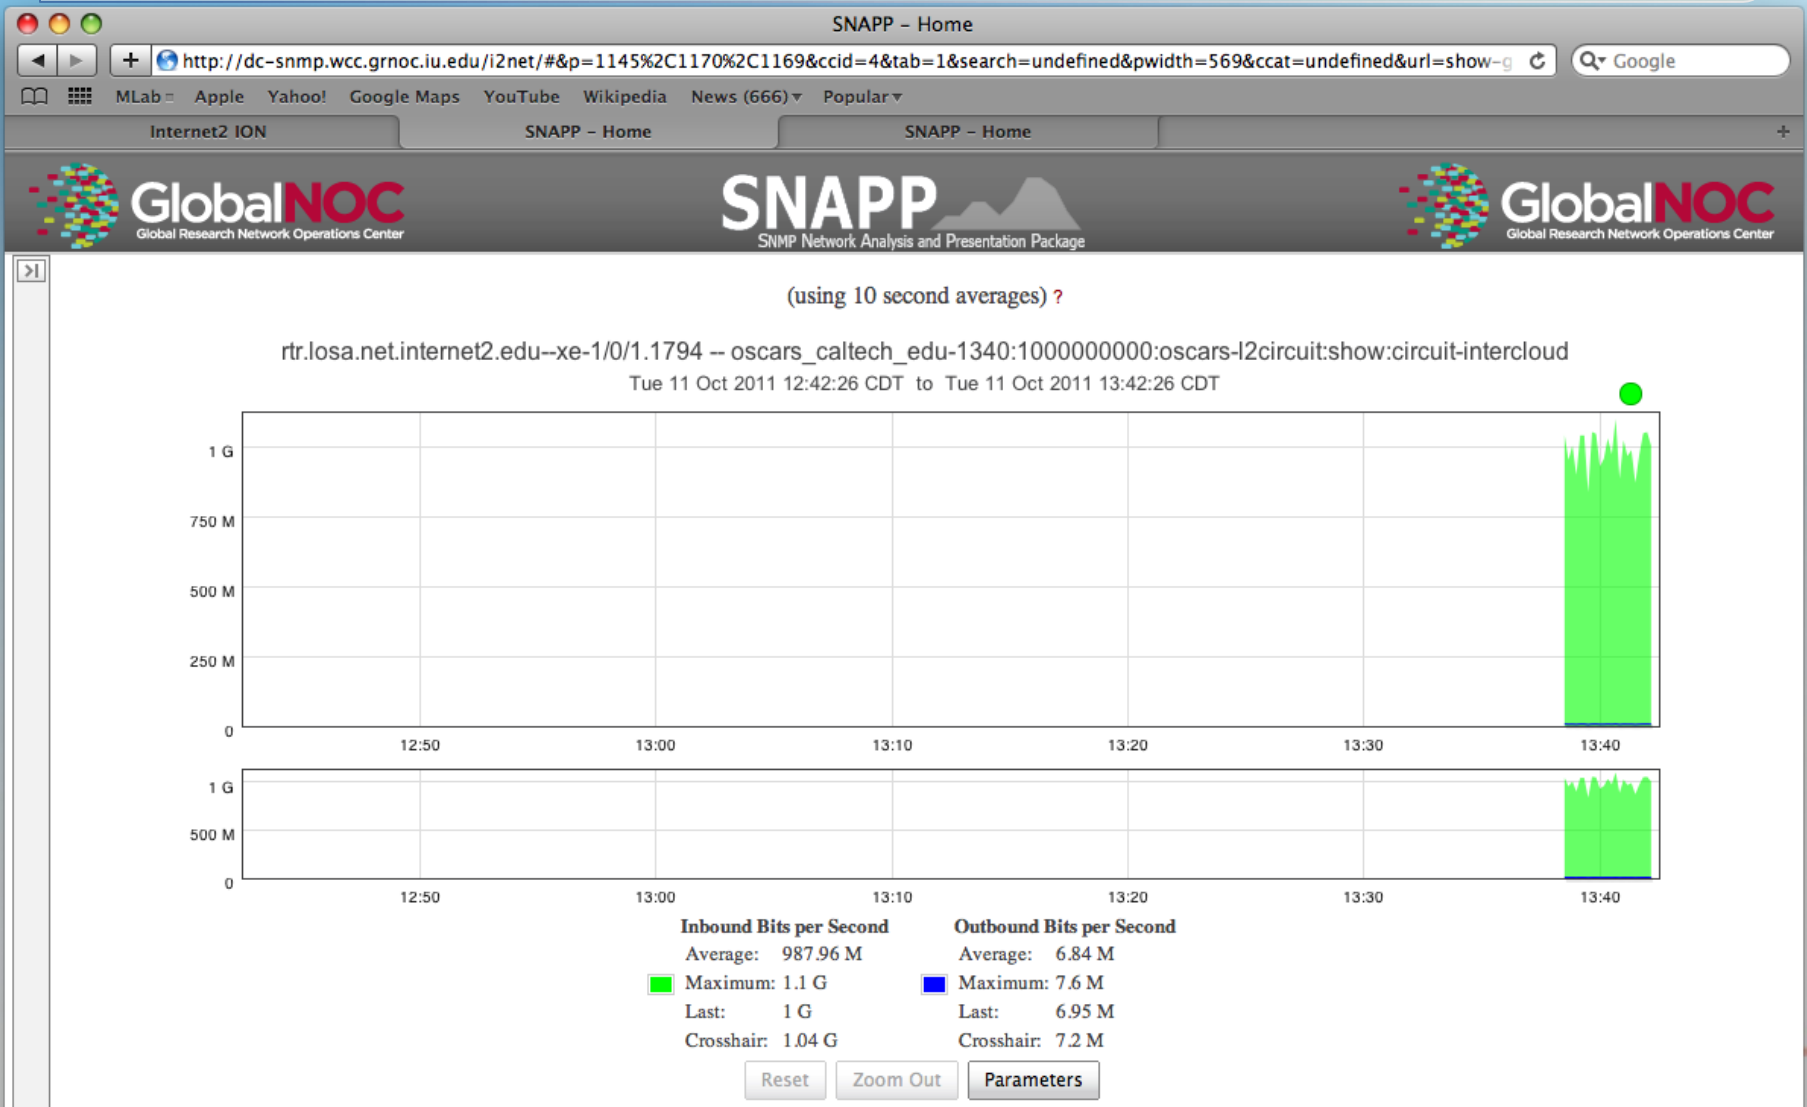 SNAPP – Home
http://dc-snmp.wcc.grnoc.iu.edu/i2net/#&p=1145%2C1170%2C1169&ccid=4&tab=1&search=undefined&pwidth=569&ccat=undefined&url=show-g
Google
MLab Apple Yahoo! Google Maps YouTube Wikipedia News (666) Popular
Internet2 ION SNAPP – Home SNAPP – Home
GlobalNOC SNAPP GlobalNOC
Global Research Network Operations Center SNMP Network Analysis and Presentation Package Global Research Network Operations Center
(using 10 second averages) ?
rtr.losa.net.internet2.edu--xe-1/0/1.1794 -- oscars_caltech_edu-1340:1000000000:oscars-l2circuit:show:circuit-intercloud
Tue 11 Oct 2011 12:42:26 CDT to Tue 11 Oct 2011 13:42:26 CDT
1 G
750 M
500 M
250 M
0
12:50 13:00 13:10 13:20 13:30 13:40
1 G
500 M
0
12:50 13:00 13:10 13:20 13:30 13:40
Inbound Bits per Second Outbound Bits per Second
Average: 987.96 M Average: 6.84 M
Maximum: 1.1 G Maximum: 7.6 M
Last: 1 G Last: 6.95 M
Crosshair: 1.04 G Crosshair: 7.2 M
Reset Zoom Out Parameters